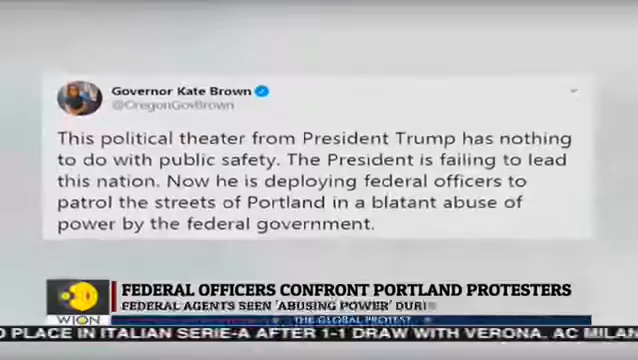 Governor Kate Brown
@OregonGovBrown
This political theater from President Trump has nothing
to do with public safety. The President is failing to lead
this nation. Now he is deploying federal officers to
patrol the streets of Portland in a blatant abuse of
power by the federal government.
FEDERAL OFFICERS CONFRONT PORTLAND PROTESTERS
FEDERAL AGENTS SEEN 'ABUSING POWER' DURI
WION
THE GLOBAL PROTEST
PLACE IN ITALIAN SERIE-A AFTER 1-1 DRAW WITH VERONA, AC MILAN